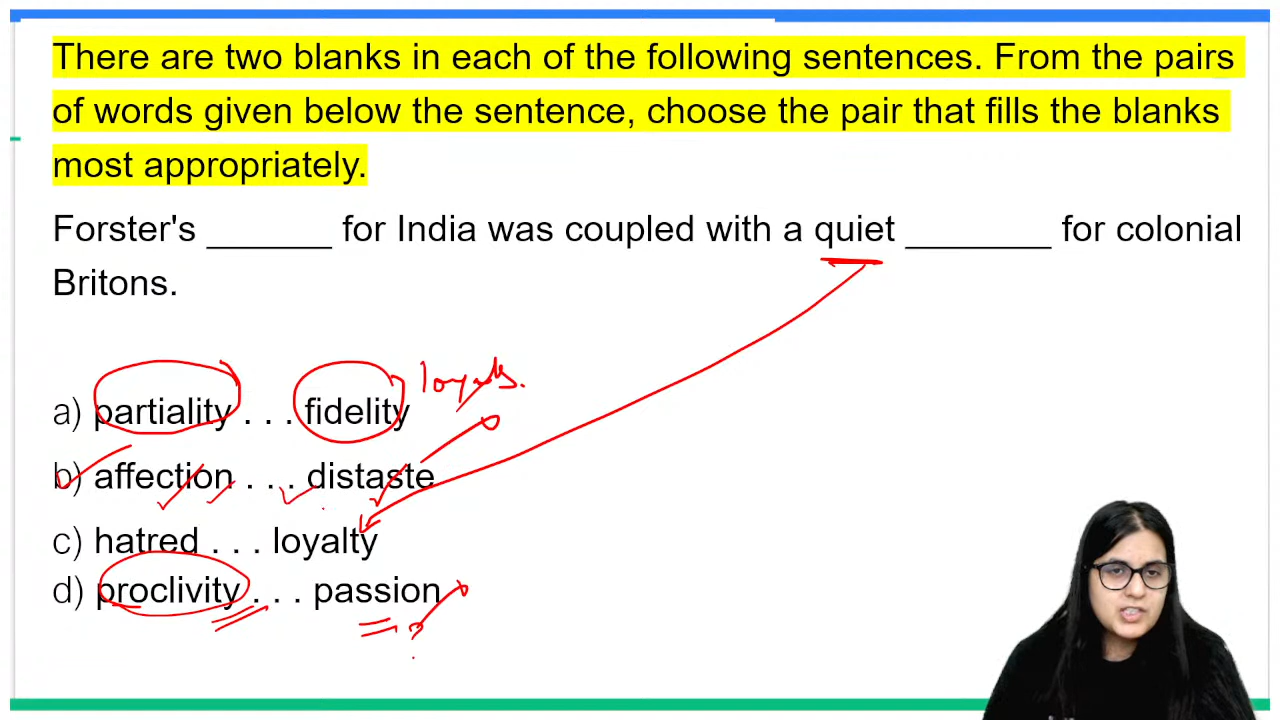 There are two blanks in each of the following sentences. From the pairs
of words given below the sentence, choose the pair that fills the blanks
most appropriately.
Forster's ______ for India was coupled with a quiet _______ for colonial
Britons.
a) partiality . . . fidelity
b) affection . . . distaste
c) hatred . . . loyalty
d) proclivity . . . passion